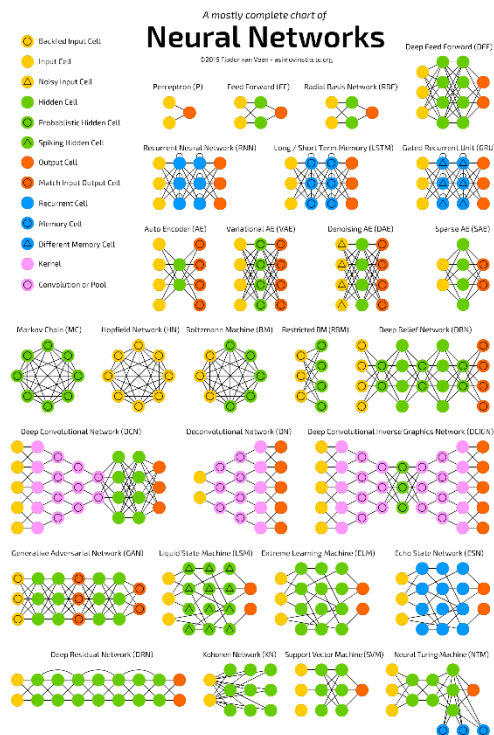 A mostly complete chart of
Neural Networks
©2016 Fjodor van Veen - asimovinstitute.org
Backfed Input Cell
Input Cell
Noisy Input Cell
Hidden Cell
Probablistic Hidden Cell
Spiking Hidden Cell
Output Cell
Match Input Output Cell
Recurrent Cell
Memory Cell
Different Memory Cell
Kernel
Convolution or Pool
Deep Feed Forward (DFF)
Perceptron (P)
Feed Forward (FF)
Radial Basis Network (RBF)
Recurrent Neural Network (RNN)
Long / Short Term Memory (LSTM)
Gated Recurrent Unit (GRU)
Auto Encoder (AE)
Variational AE (VAE)
Denoising AE (DAE)
Sparse AE (SAE)
Markov Chain (MC)
Hopfield Network (HN)
Boltzmann Machine (BM)
Restricted BM (RBM)
Deep Belief Network (DBN)
Deep Convolutional Network (DCN)
Deconvolutional Network (DN)
Deep Convolutional Inverse Graphics Network (DCIGN)
Generative Adversarial Network (GAN)
Liquid State Machine (LSM)
Extreme Learning Machine (ELM)
Echo State Network (ESN)
Deep Residual Network (DRN)
Kohonen Network (KN)
Support Vector Machine (SVM)
Neural Turing Machine (NTM)